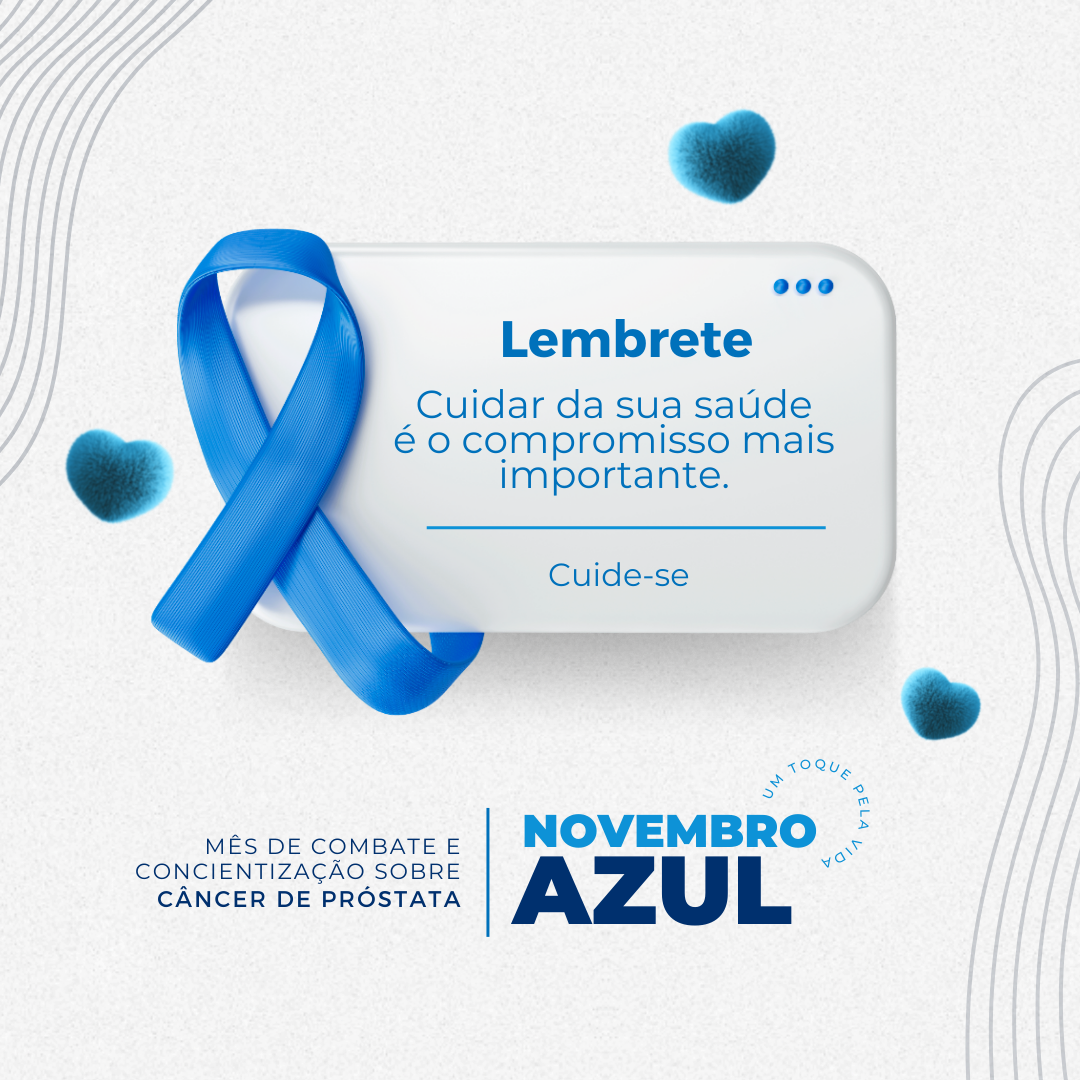 Lembrete
Cuidar da sua saúde
é o compromisso mais
importante.
Cuide-se
MÊS DE COMBATE E
CONCIENTIZAÇÃO SOBRE
CÂNCER DE PRÓSTATA
UM TOQUE PELA VIDA
NOVEMBRO
AZUL